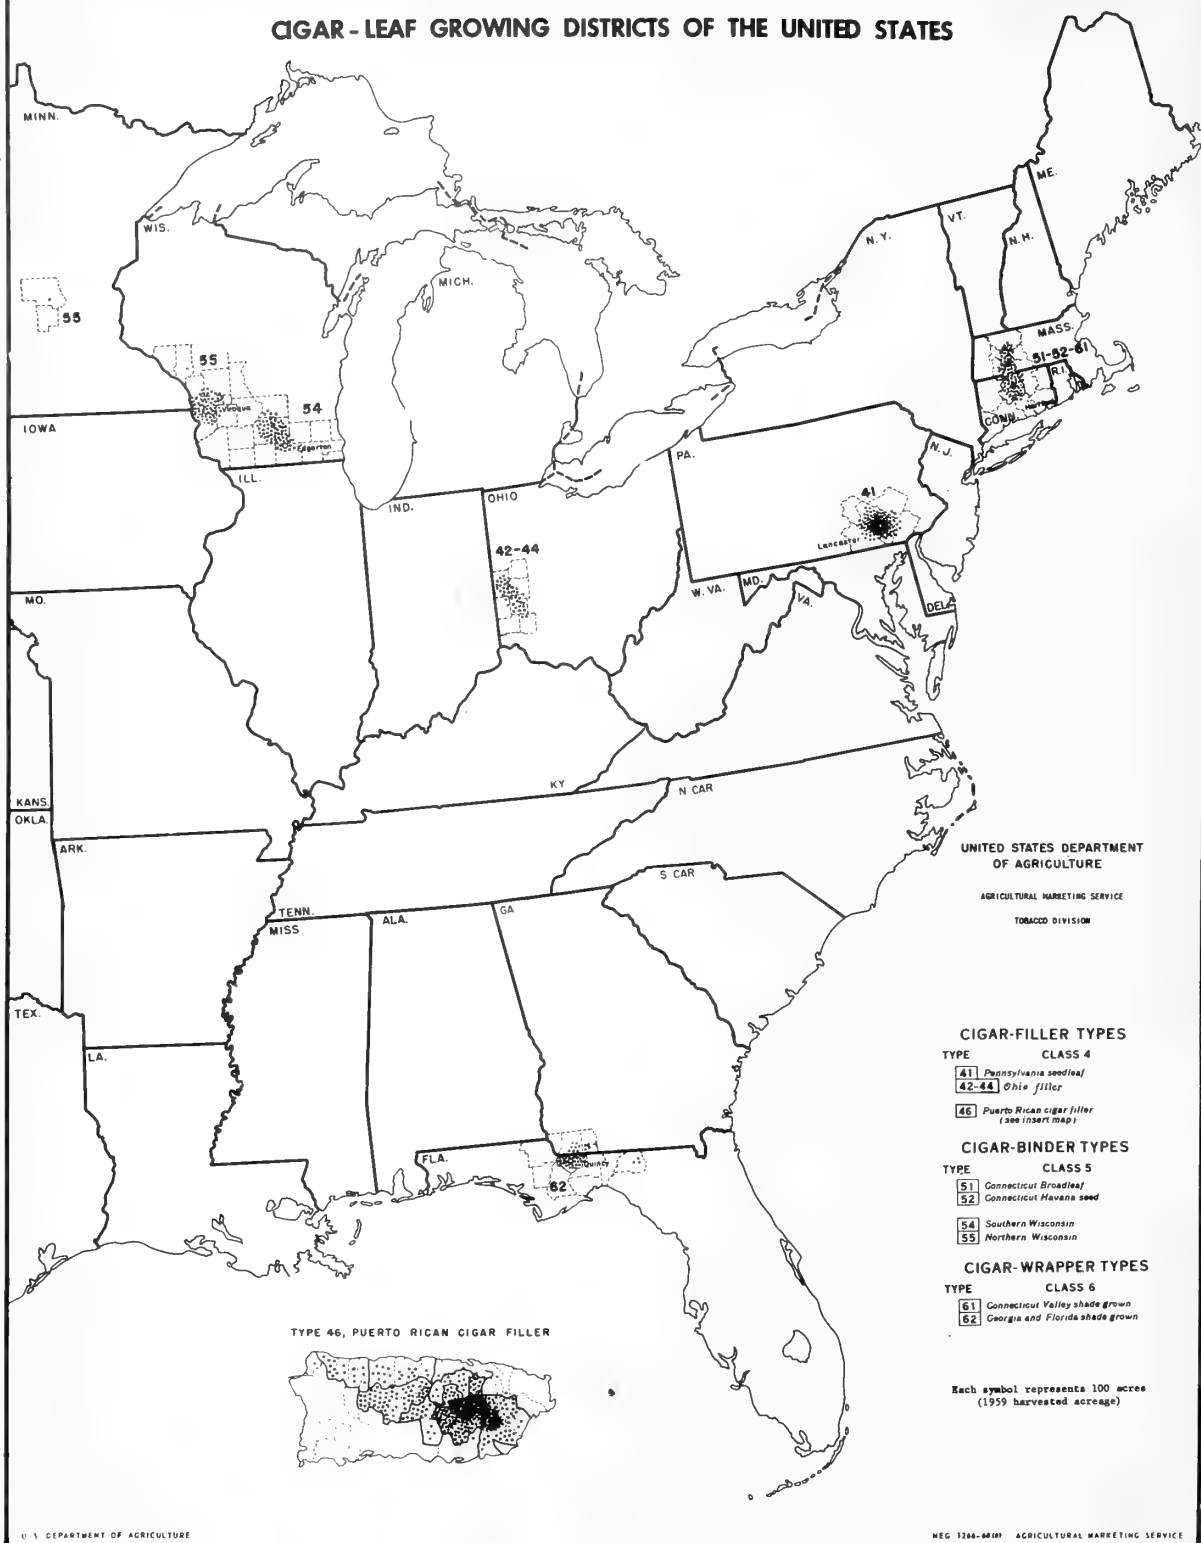 CIGAR-LEAF GROWING DISTRICTS OF THE UNITED STATES
MINN.
WIS.
MICH.
N.Y.
VT.
N.H.
ME.
MASS.
51-52-61
R.I.
CONN.
55
55
Viroqua
54
Edgerton
IOWA
ILL.
IND.
OHIO
42-44
PA.
41
Lancaster
N.J.
W. VA.
MD.
VA.
DEL.
MO.
KANS.
OKLA.
ARK.
KY
N CAR
S CAR
TENN.
MISS
ALA.
GA
TEX.
LA.
FLA.
Quincy
62
UNITED STATES DEPARTMENT
OF AGRICULTURE
AGRICULTURAL MARKETING SERVICE
TOBACCO DIVISION
CIGAR-FILLER TYPES
TYPE CLASS 4
41 Pennsylvania seedleaf
42-44 Ohio filler
46 Puerto Rican cigar filler
(see insert map)
CIGAR-BINDER TYPES
TYPE CLASS 5
51 Connecticut Broadleaf
52 Connecticut Havana seed
54 Southern Wisconsin
55 Northern Wisconsin
CIGAR-WRAPPER TYPES
TYPE CLASS 6
61 Connecticut Valley shade grown
62 Georgia and Florida shade grown
Each symbol represents 100 acres
(1959 harvested acreage)
TYPE 46, PUERTO RICAN CIGAR FILLER
U S DEPARTMENT OF AGRICULTURE
AGRICULTURAL MARKETING SERVICE